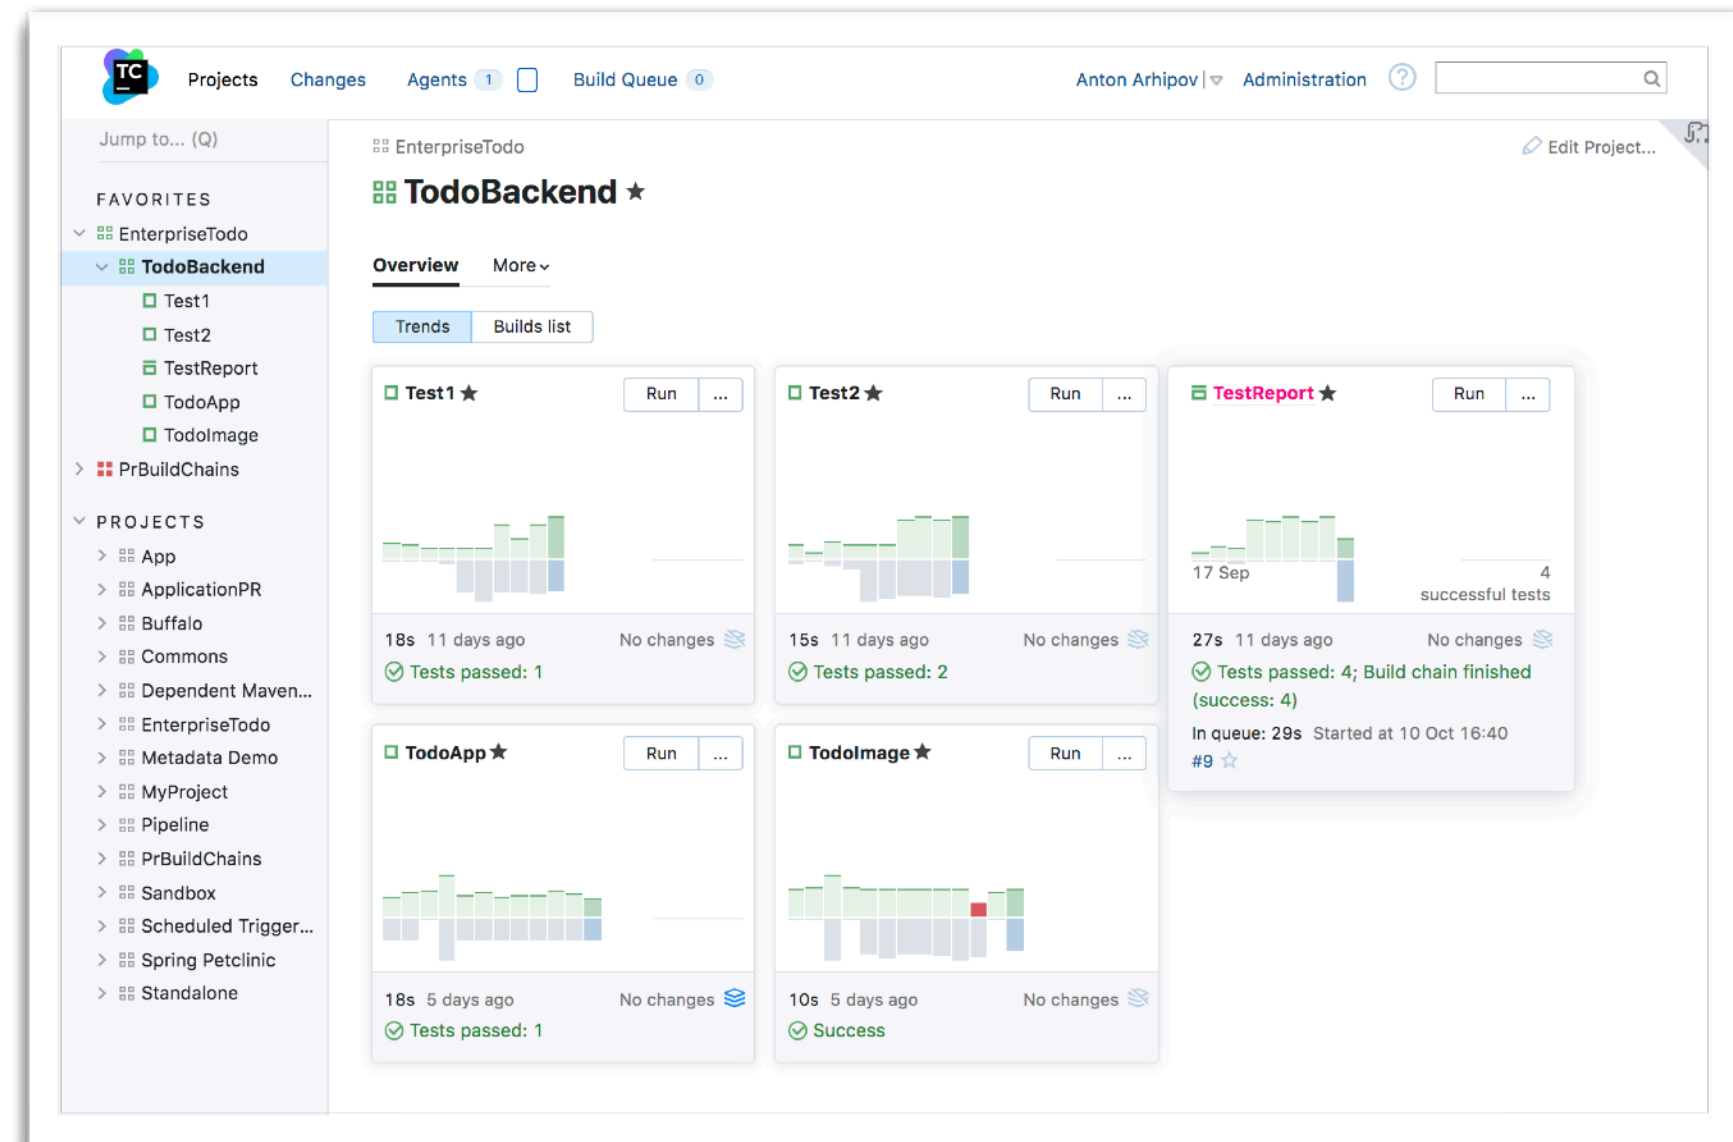 TC
Projects Changes Agents 1 Build Queue 0 Anton Arhipov Administration ?
Jump to... (Q)
FAVORITES
EnterpriseTodo
TodoBackend
Test1
Test2
TestReport
TodoApp
TodoImage
PrBuildChains
PROJECTS
App
ApplicationPR
Buffalo
Commons
Dependent Maven...
EnterpriseTodo
Metadata Demo
MyProject
Pipeline
PrBuildChains
Sandbox
Scheduled Trigger...
Spring Petclinic
Standalone
EnterpriseTodo
Edit Project...
TodoBackend
Overview More
Trends Builds list
Test1 Run ...
18s 11 days ago No changes
Tests passed: 1
Test2 Run ...
15s 11 days ago No changes
Tests passed: 2
TestReport Run ...
17 Sep 4
successful tests
27s 11 days ago No changes
Tests passed: 4; Build chain finished
(success: 4)
In queue: 29s Started at 10 Oct 16:40
#9
TodoApp Run ...
18s 5 days ago No changes
Tests passed: 1
TodoImage Run ...
10s 5 days ago No changes
Success